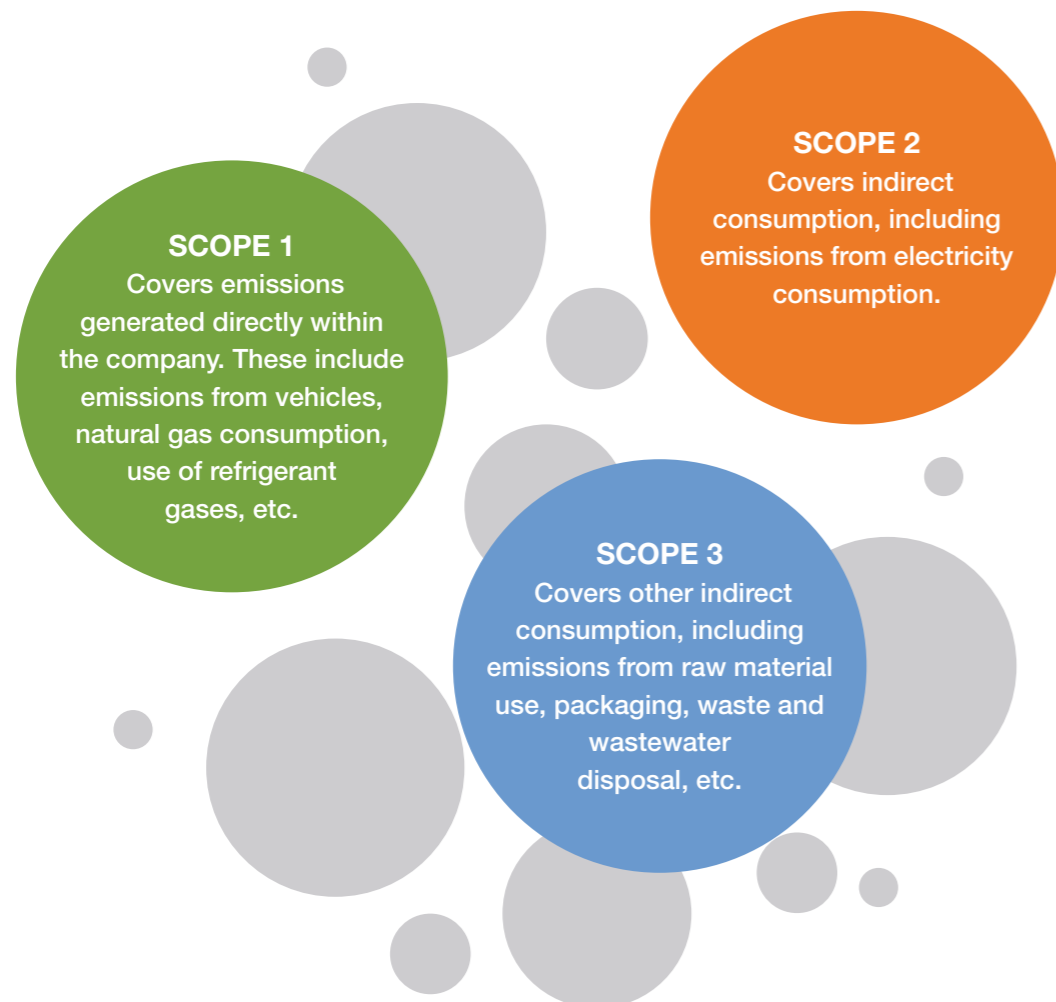 SCOPE 1
Covers emissions
generated directly within
the company. These include
emissions from vehicles,
natural gas consumption,
use of refrigerant
gases, etc.
SCOPE 2
Covers indirect
consumption, including
emissions from electricity
consumption.
SCOPE 3
Covers other indirect
consumption, including
emissions from raw material
use, packaging, waste and
wastewater
disposal, etc.